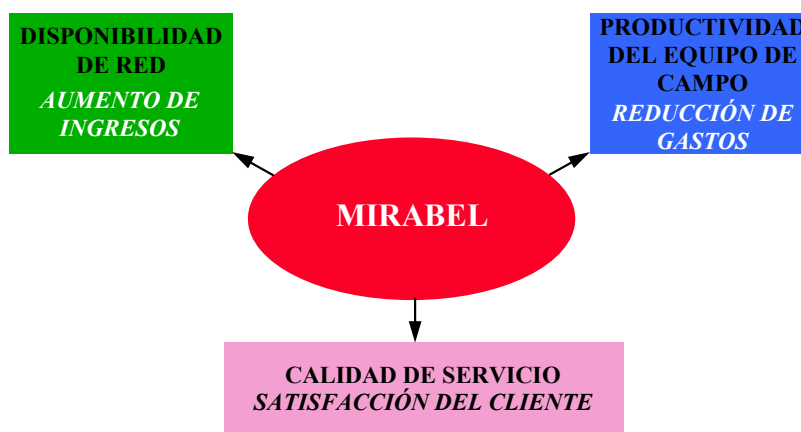 DISPONIBILIDAD
DE RED
AUMENTO DE
INGRESOS
PRODUCTIVIDAD
DEL EQUIPO DE
CAMPO
REDUCCIÓN DE
GASTOS
MIRABEL
CALIDAD DE SERVICIO
SATISFACCIÓN DEL CLIENTE